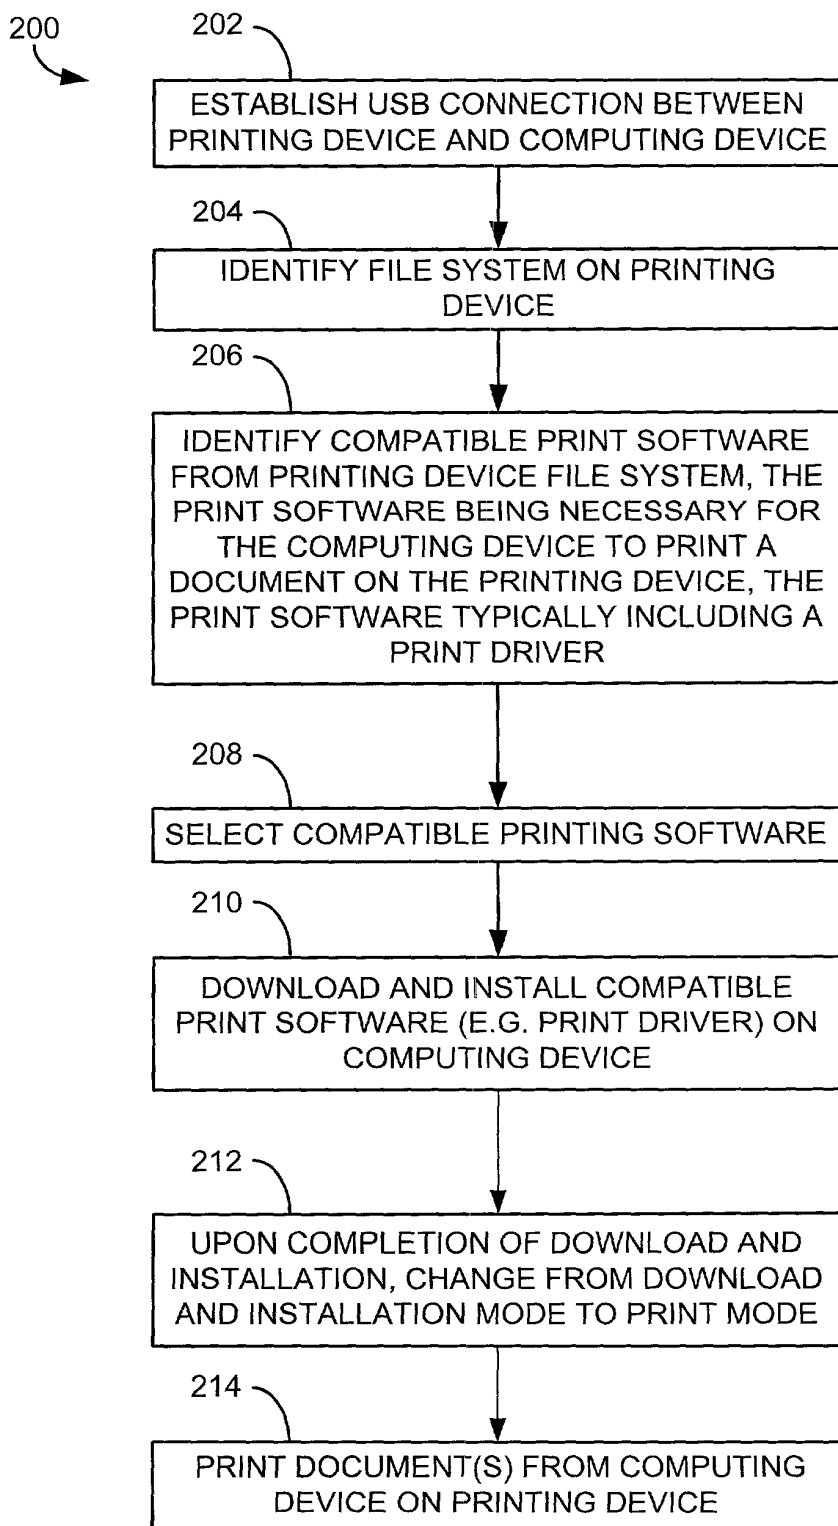 200
202
ESTABLISH USB CONNECTION BETWEEN
PRINTING DEVICE AND COMPUTING DEVICE
204
IDENTIFY FILE SYSTEM ON PRINTING
DEVICE
206
IDENTIFY COMPATIBLE PRINT SOFTWARE
FROM PRINTING DEVICE FILE SYSTEM, THE
PRINT SOFTWARE BEING NECESSARY FOR
THE COMPUTING DEVICE TO PRINT A
DOCUMENT ON THE PRINTING DEVICE, THE
PRINT SOFTWARE TYPICALLY INCLUDING A
PRINT DRIVER
208
SELECT COMPATIBLE PRINTING SOFTWARE
210
DOWNLOAD AND INSTALL COMPATIBLE
PRINT SOFTWARE (E.G. PRINT DRIVER) ON
COMPUTING DEVICE
212
UPON COMPLETION OF DOWNLOAD AND
INSTALLATION, CHANGE FROM DOWNLOAD
AND INSTALLATION MODE TO PRINT MODE
214
PRINT DOCUMENT(S) FROM COMPUTING
DEVICE ON PRINTING DEVICE